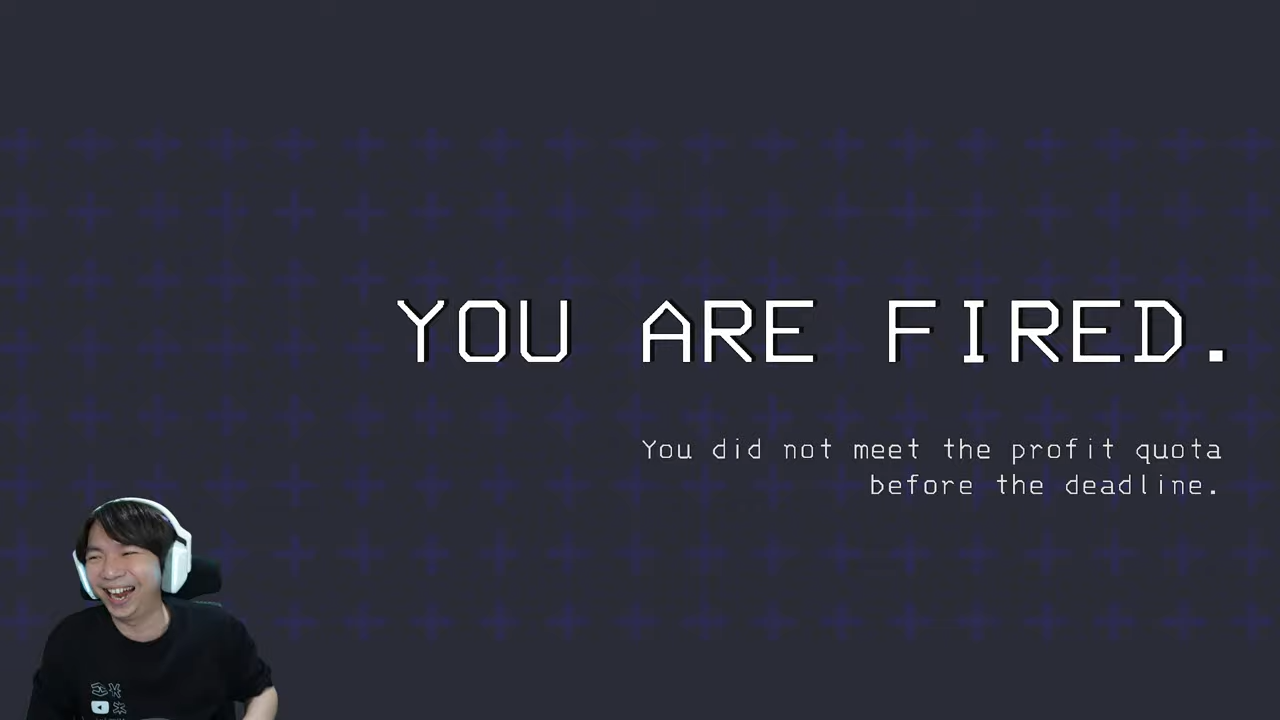 YOU ARE FIRED.
You did not meet the profit quota
before the deadline.